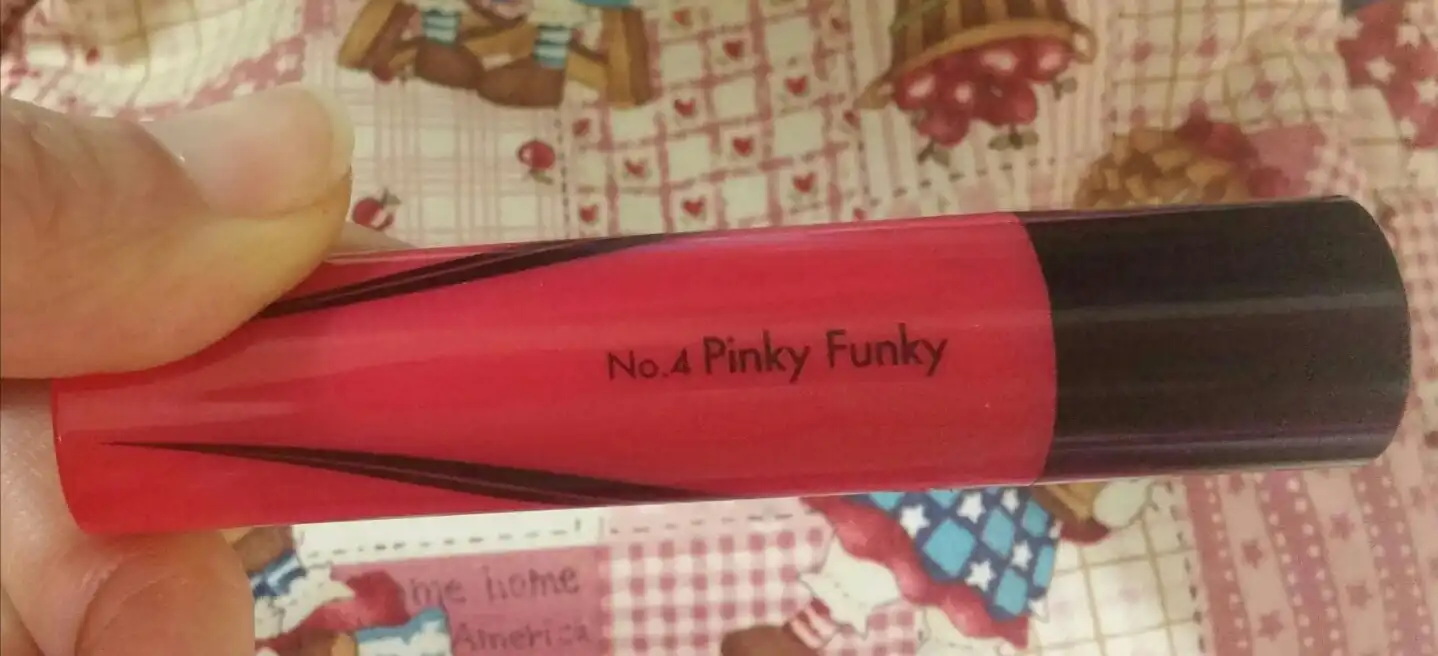 No.4 Pinky Funky
me home
America